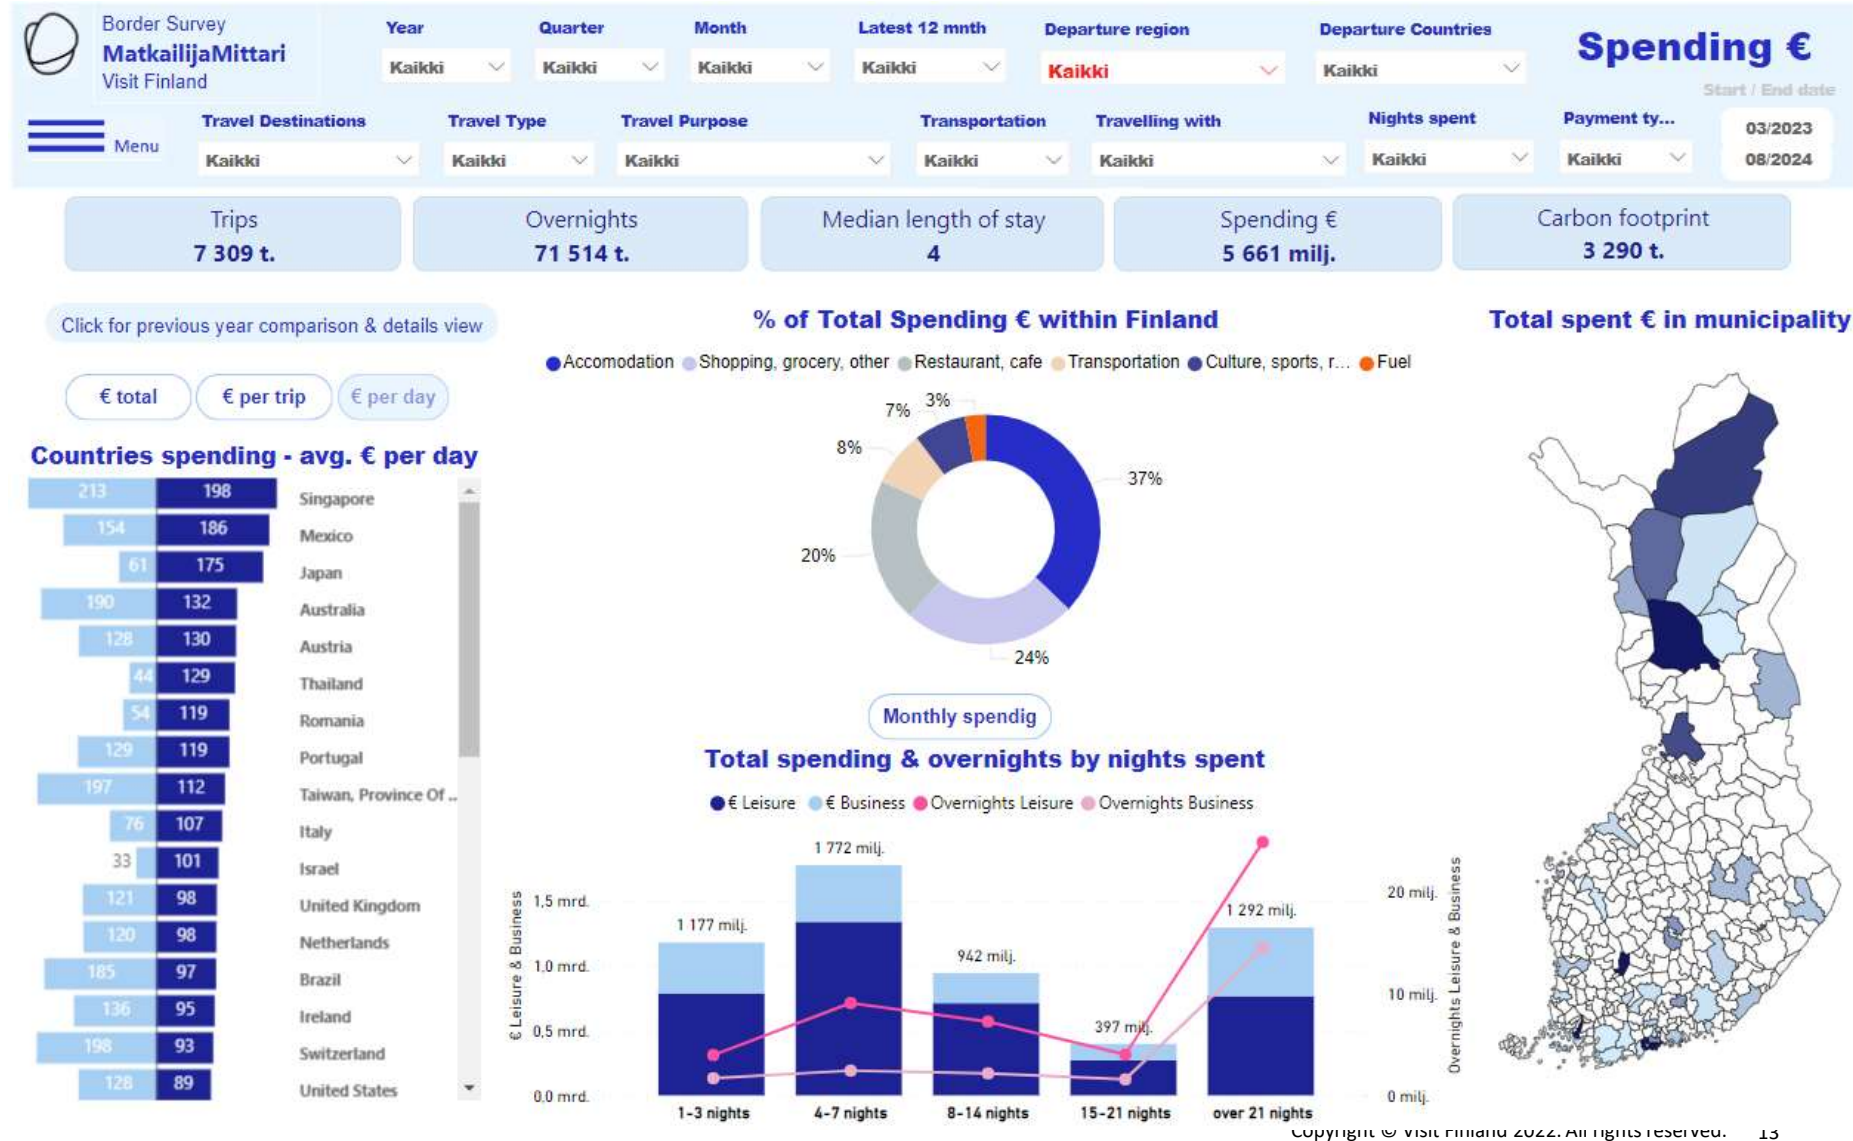 Border Survey
MatkailijaMittari
Visit Finland
Year
Kaikki
Quarter
Kaikki
Month
Kaikki
Latest 12 mnth
Kaikki
Departure region
Kaikki
Departure Countries
Kaikki
Spending €
Start / End date
03/2023
08/2024
Menu
Travel Destinations
Kaikki
Travel Type
Kaikki
Travel Purpose
Kaikki
Transportation
Kaikki
Travelling with
Kaikki
Nights spent
Kaikki
Payment ty...
Kaikki
Trips
7 309 t.
Overnights
71 514 t.
Median length of stay
4
Spending €
5 661 milj.
Carbon footprint
3 290 t.
Click for previous year comparison & details view
€ total
€ per trip
€ per day
Countries spending - avg. € per day
213 198 Singapore
154 186 Mexico
61 175 Japan
190 132 Australia
128 130 Austria
44 129 Thailand
54 119 Romania
129 119 Portugal
197 112 Taiwan, Province Of ..
76 107 Italy
33 101 Israel
121 98 United Kingdom
120 98 Netherlands
185 97 Brazil
136 95 Ireland
198 93 Switzerland
128 89 United States
% of Total Spending € within Finland
Accomodation Shopping, grocery, other Restaurant, cafe Transportation Culture, sports, r... Fuel
3%
7%
8%
37%
20%
24%
Monthly spendig
Total spending & overnights by nights spent
€ Leisure € Business Overnights Leisure Overnights Business
€ Leisure & Business
1,5 mrd.
1,0 mrd.
0,5 mrd.
0,0 mrd.
1 177 milj.
1 772 milj.
942 milj.
397 milj.
1 292 milj.
20 milj.
10 milj.
0 milj.
Overnights Leisure & Business
1-3 nights
4-7 nights
8-14 nights
15-21 nights
over 21 nights
Total spent € in municipality
Copyright © Visit Finland 2022. All rights reserved. 13